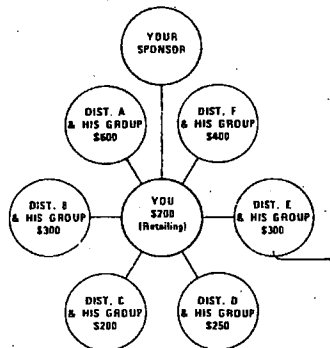 YOUR
SPONSOR
DIST. A
& HIS GROUP
$600
DIST. F
& HIS GROUP
$400
DIST. B
& HIS GROUP
$300
YOU
$200
(Retailing)
DIST. E
& HIS GROUP
$300
DIST. C
& HIS GROUP
$200
DIST. D
& HIS GROUP
$250